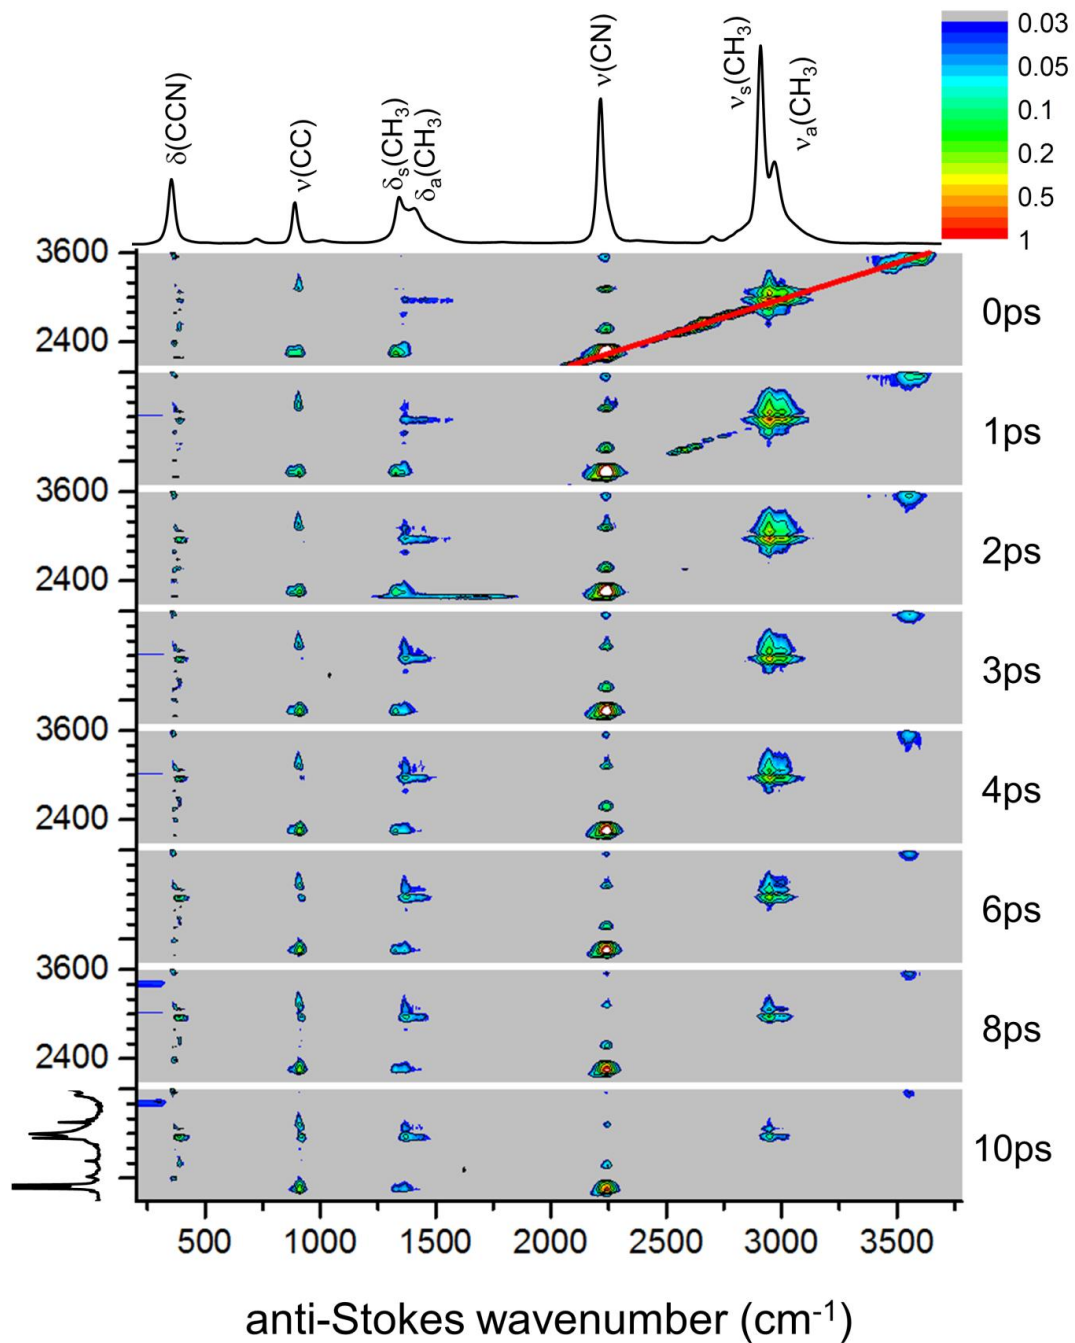 δ(CCN)
ν(CC)
δs(CH3)
δa(CH3)
ν(CN)
νs(CH3)
νa(CH3)
0.03
0.05
0.1
0.2
0.5
1
3600
2400
0ps
1ps
3600
2400
2ps
3ps
3600
2400
4ps
6ps
3600
2400
8ps
10ps
500 1000 1500 2000 2500 3000 3500
anti-Stokes wavenumber (cm-1)